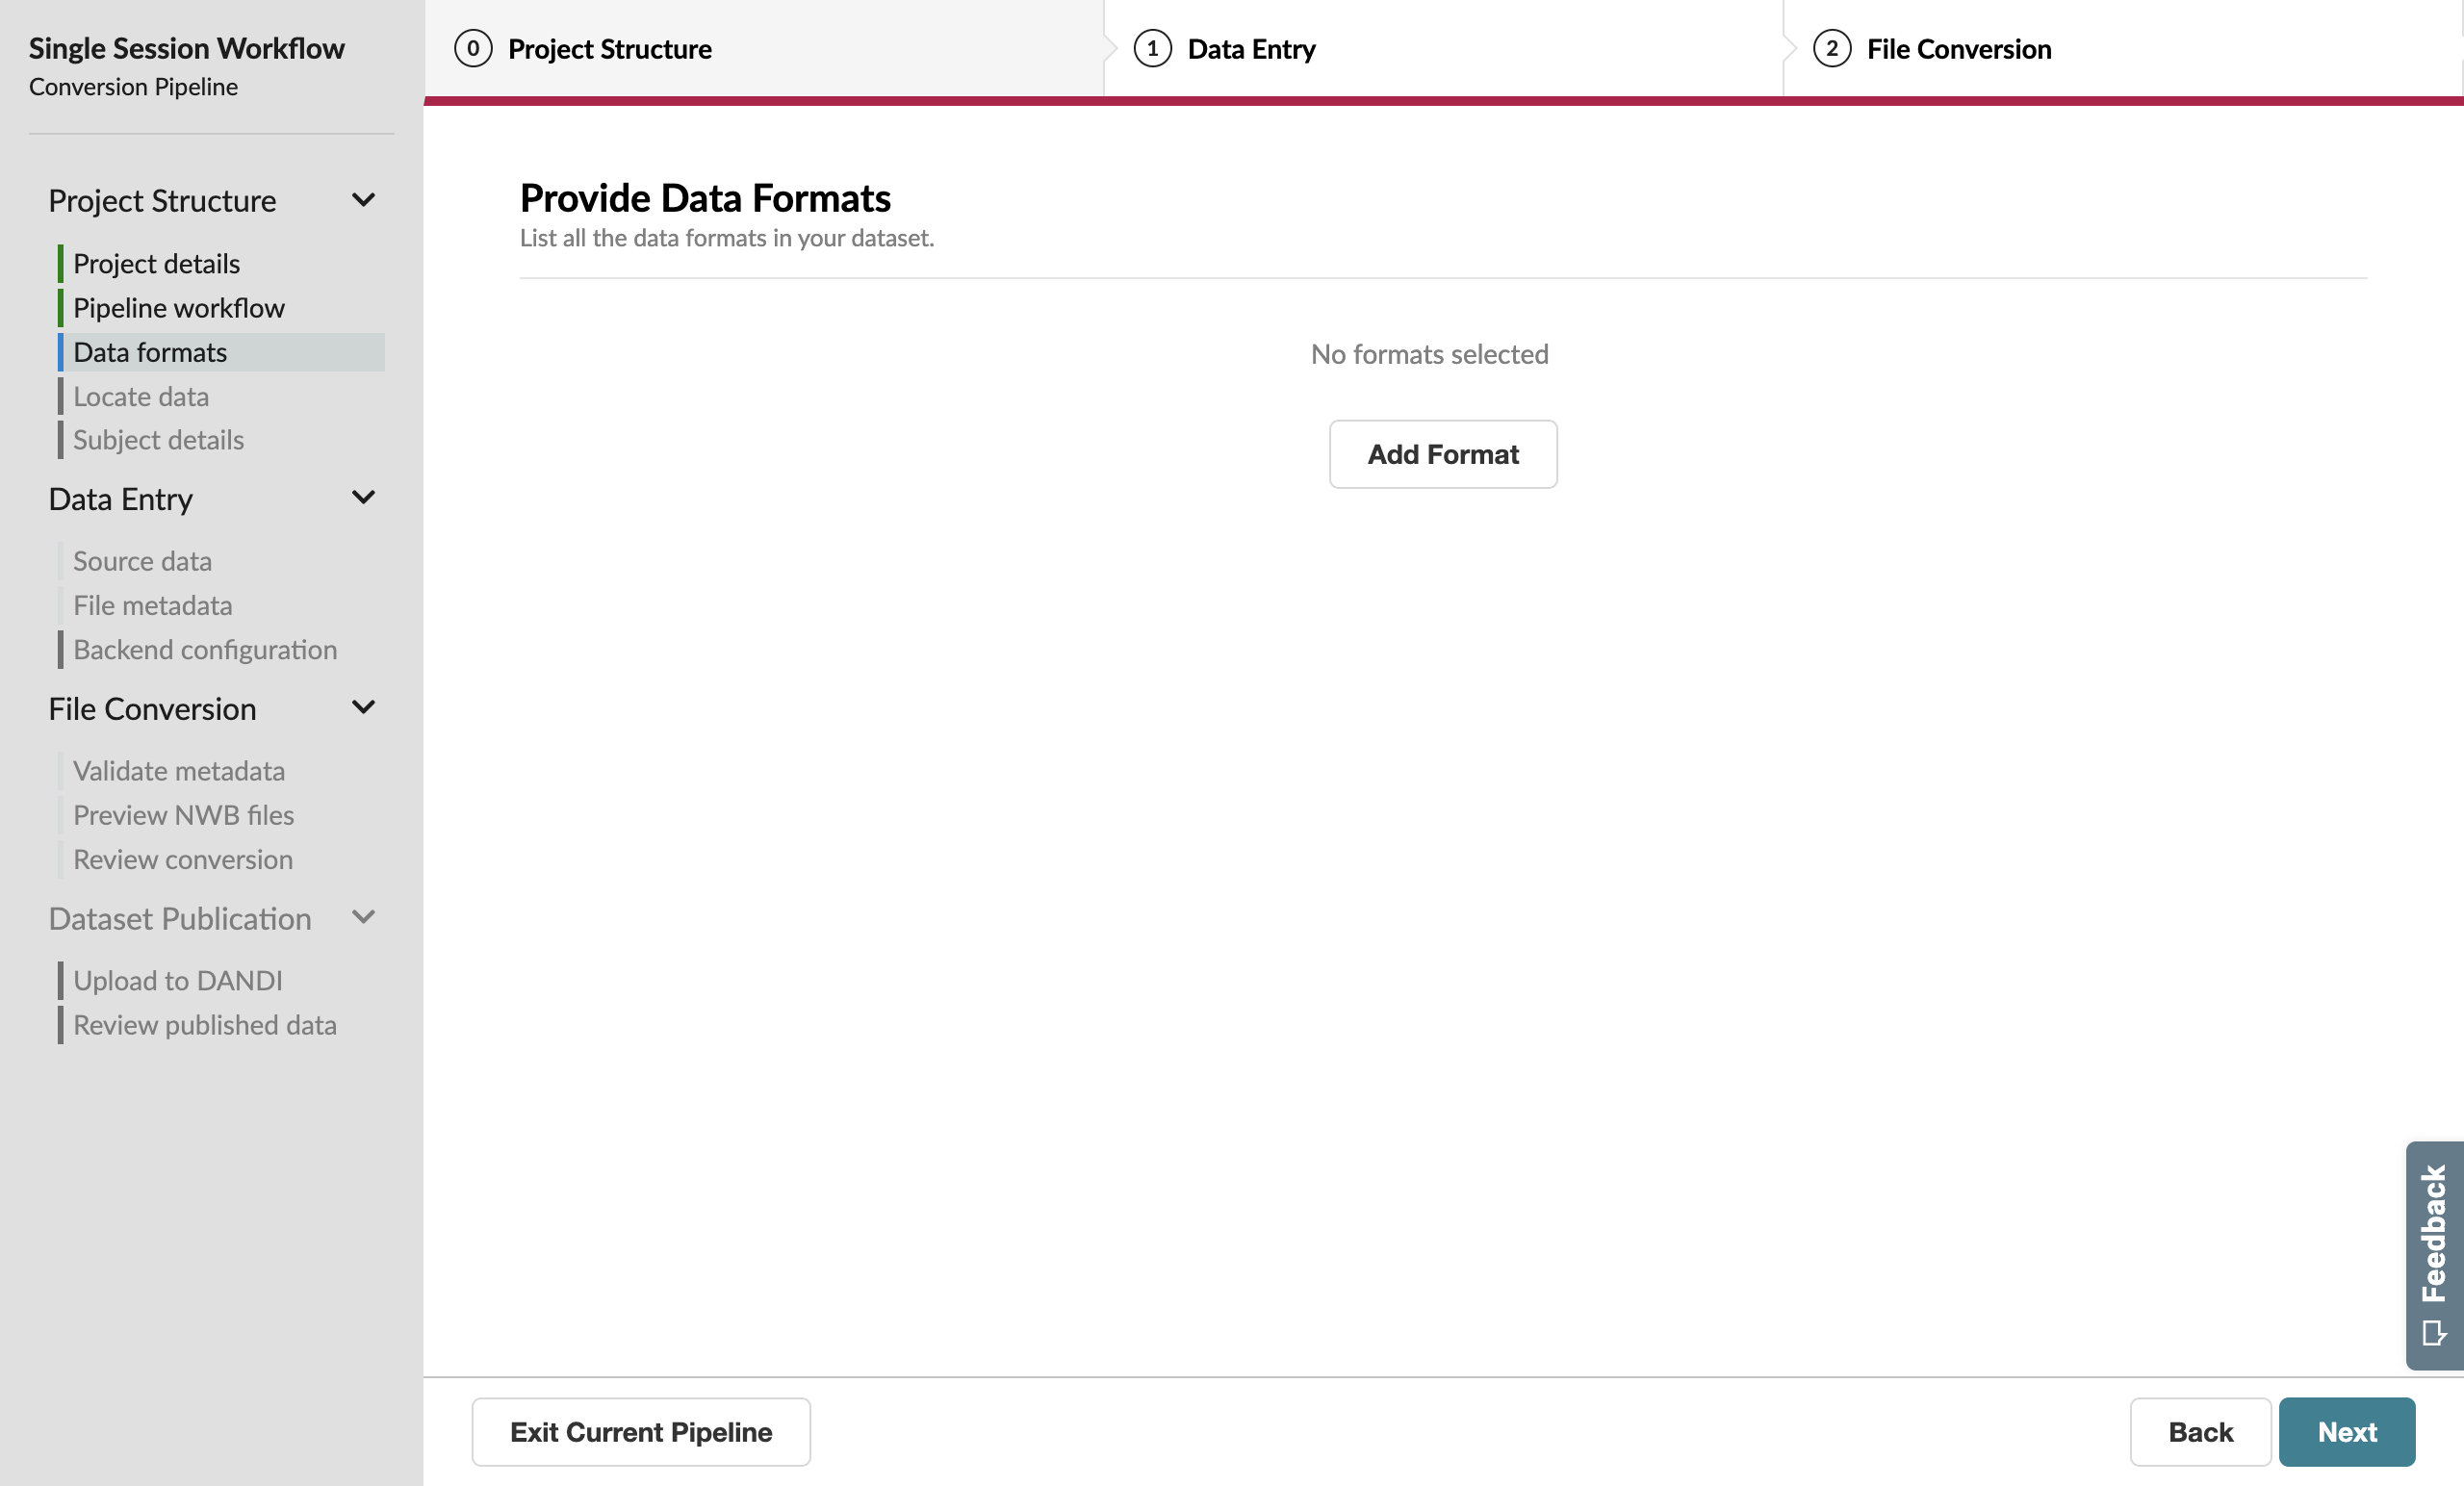 Single Session Workflow
Conversion Pipeline
Project Structure
Project details
Pipeline workflow
Data formats
Locate data
Subject details
Data Entry
Source data
File metadata
Backend configuration
File Conversion
Validate metadata
Preview NWB files
Review conversion
Dataset Publication
Upload to DANDI
Review published data
0 Project Structure
1 Data Entry
2 File Conversion
Provide Data Formats
List all the data formats in your dataset.
No formats selected
Add Format
Feedback
Exit Current Pipeline
Back
Next